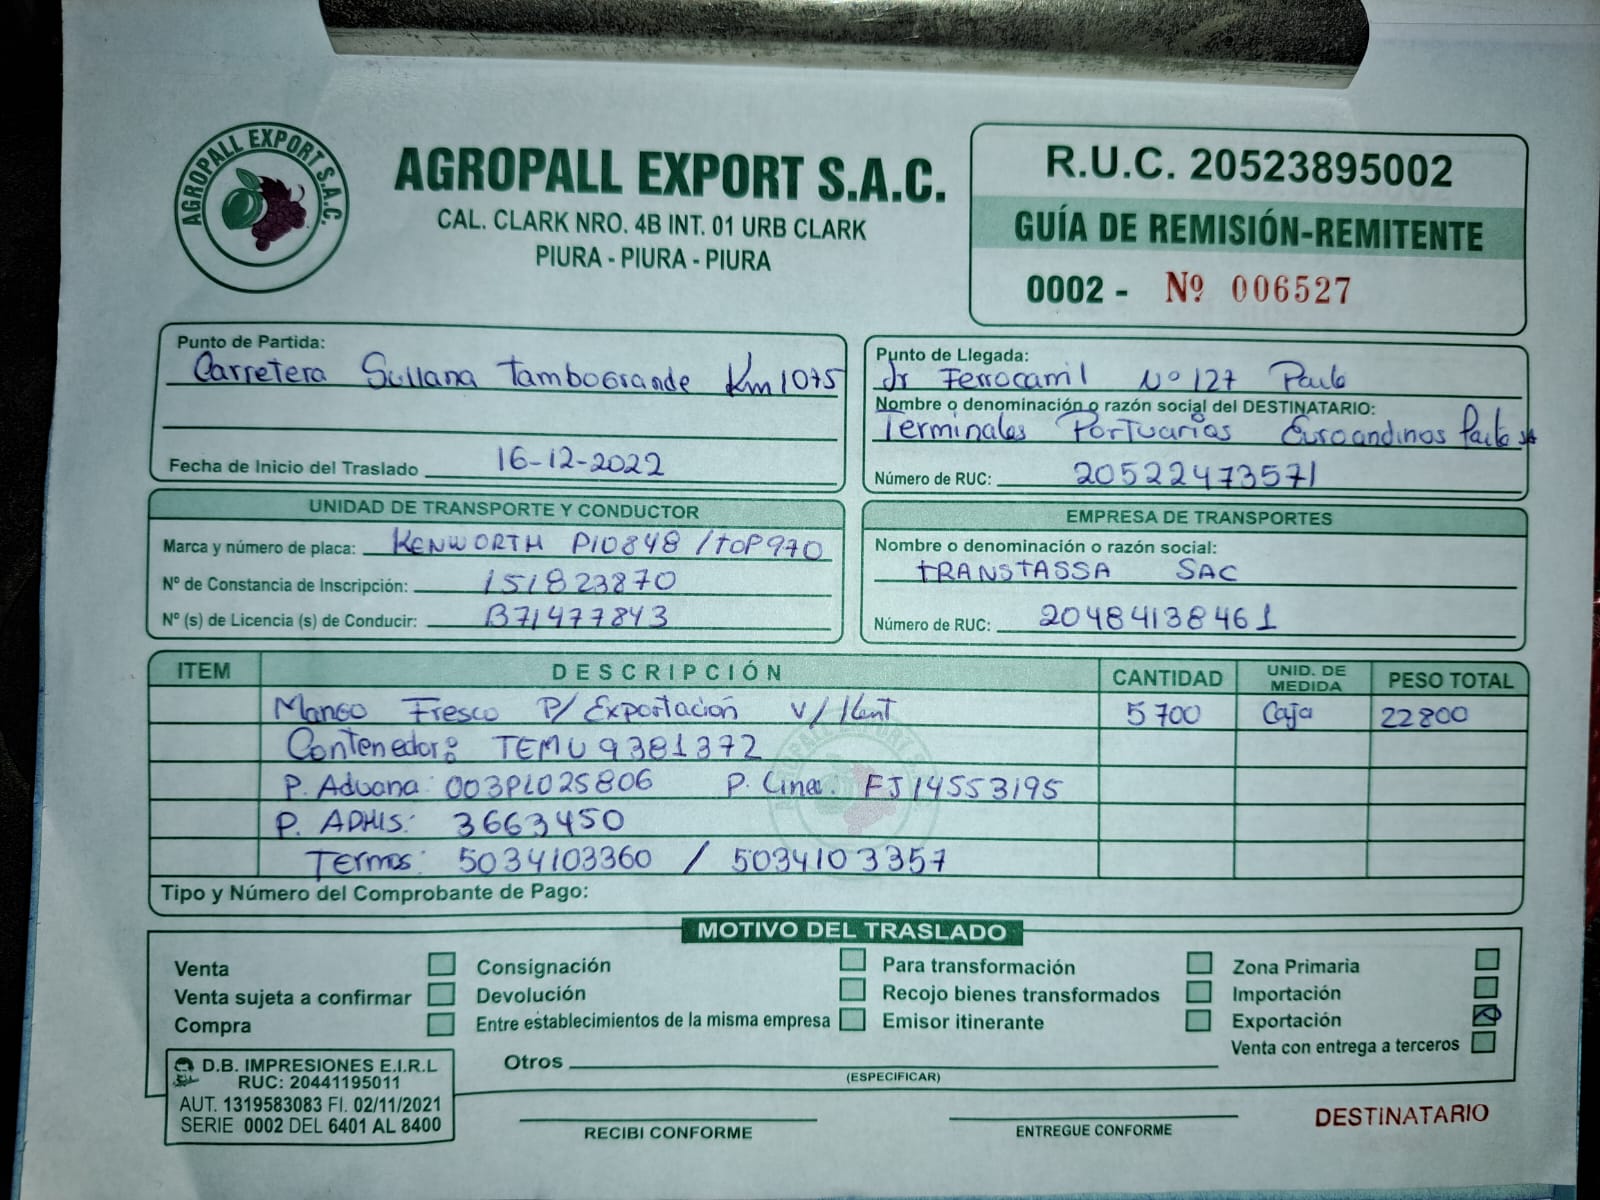 AGROPALL EXPORT S.A.C.
AGROPALL EXPORT S.A.C.
CAL. CLARK NRO. 4B INT. 01 URB CLARK
PIURA - PIURA - PIURA
R.U.C. 20523895002
GUÍA DE REMISIÓN-REMITENTE
0002 - Nº 006527
Punto de Partida:
Carretera Sullana Tambogrande Km 1075
Fecha de Inicio del Traslado 16-12-2022
Punto de Llegada:
Jr Ferrocarril Nº 127 Paita
Nombre o denominación o razón social del DESTINATARIO:
Terminales Portuarios Euroandinos Paita SA
Número de RUC: 20522473571
UNIDAD DE TRANSPORTE Y CONDUCTOR
Marca y número de placa: KENWORTH P10848 / TOP970
Nº de Constancia de Inscripción: 151823870
Nº (s) de Licencia (s) de Conducir: B71477843
EMPRESA DE TRANSPORTES
Nombre o denominación o razón social:
TRANSTASSA SAC
Número de RUC: 20484138461
ITEM DESCRIPCIÓN CANTIDAD UNID. DE MEDIDA PESO TOTAL
Mango Fresco P/ Exportación V/ Kent 5700 Caja 22800
Contenedor: TEMU 9381372
P. Aduana: 003PL025806 P. Linea: FJ14553195
P. APHIS: 3663450
Termos: 5034103360 / 5034103357
Tipo y Número del Comprobante de Pago:
MOTIVO DEL TRASLADO
Venta Consignación Para transformación Zona Primaria
Venta sujeta a confirmar Devolución Recojo bienes transformados Importación
Compra Entre establecimientos de la misma empresa Emisor itinerante Exportación
Venta con entrega a terceros
Otros
(ESPECIFICAR)
D.B. IMPRESIONES E.I.R.L
RUC: 20441195011
AUT. 1319583083 FI. 02/11/2021
SERIE 0002 DEL 6401 AL 8400
RECIBI CONFORME
ENTREGUE CONFORME
DESTINATARIO